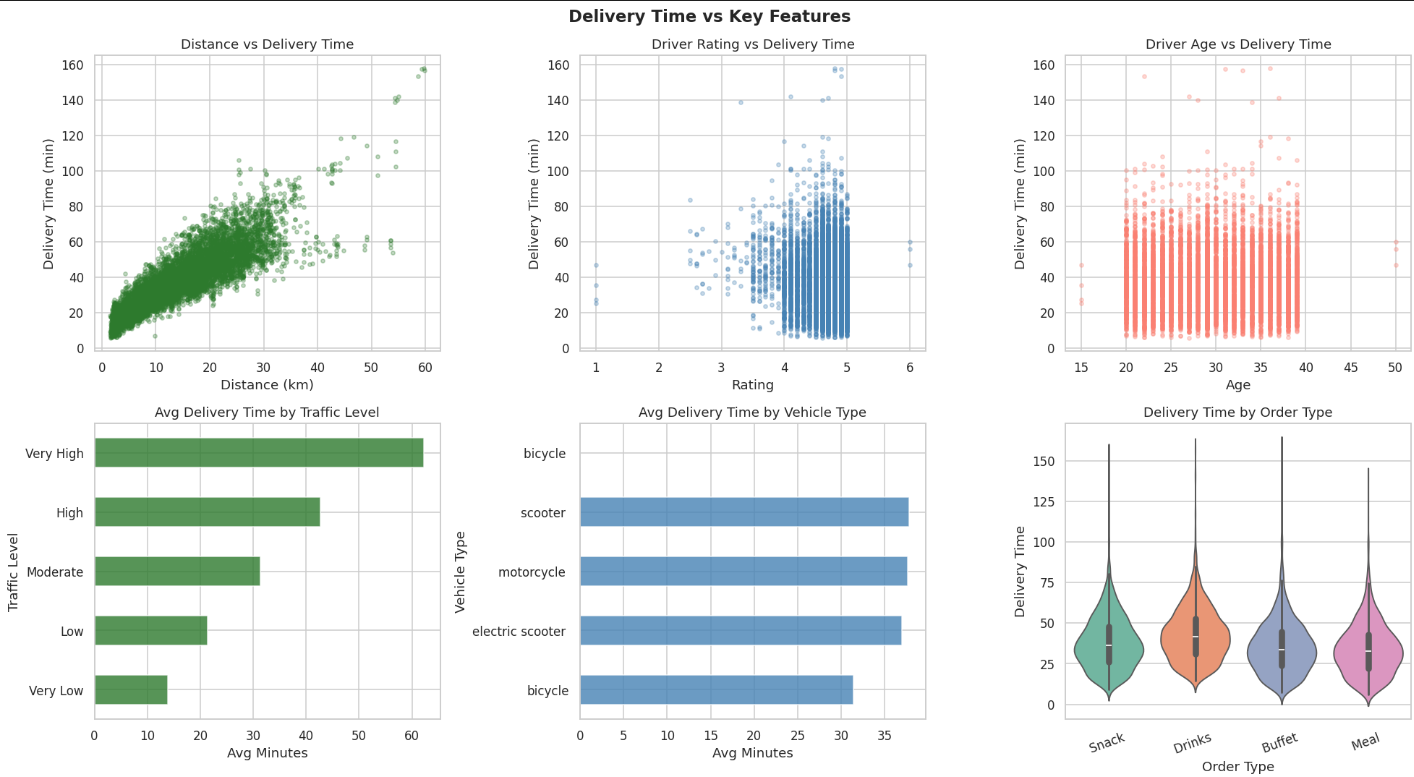 Delivery Time vs Key Features
Distance vs Delivery Time
Delivery Time (min)
160
140
120
100
80
60
40
20
0
0 10 20 30 40 50 60
Distance (km)
Driver Rating vs Delivery Time
Delivery Time (min)
160
140
120
100
80
60
40
20
0
1 2 3 4 5 6
Rating
Driver Age vs Delivery Time
Delivery Time (min)
160
140
120
100
80
60
40
20
0
15 20 25 30 35 40 45 50
Age
Avg Delivery Time by Traffic Level
Traffic Level
Very High
High
Moderate
Low
Very Low
0 10 20 30 40 50 60
Avg Minutes
Avg Delivery Time by Vehicle Type
Vehicle Type
bicycle
scooter
motorcycle
electric scooter
bicycle
0 5 10 15 20 25 30 35
Avg Minutes
Delivery Time by Order Type
Delivery Time
150
125
100
75
50
25
0
Snack Drinks Buffet Meal
Order Type